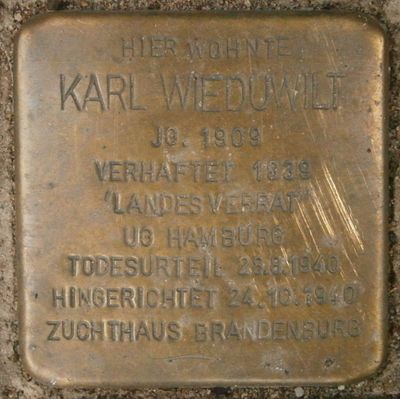 HIER WOHNTE
KARL WIEDUWILT
JG. 1909
VERHAFTET 1939
"LANDESVERRAT"
UG HAMBURG
TODESURTEIL 29.8.1940
HINGERICHTET 24.10.1940
ZUCHTHAUS BRANDENBURG